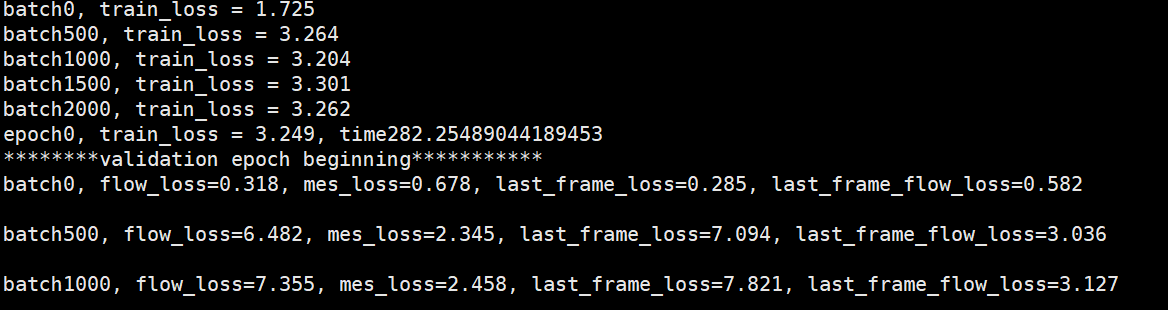 batch0, train_loss = 1.725
batch500, train_loss = 3.264
batch1000, train_loss = 3.204
batch1500, train_loss = 3.301
batch2000, train_loss = 3.262
epoch0, train_loss = 3.249, time282.25489044189453
********validation epoch beginning***********
batch0, flow_loss=0.318, mes_loss=0.678, last_frame_loss=0.285, last_frame_flow_loss=0.582
batch500, flow_loss=6.482, mes_loss=2.345, last_frame_loss=7.094, last_frame_flow_loss=3.036
batch1000, flow_loss=7.355, mes_loss=2.458, last_frame_loss=7.821, last_frame_flow_loss=3.127